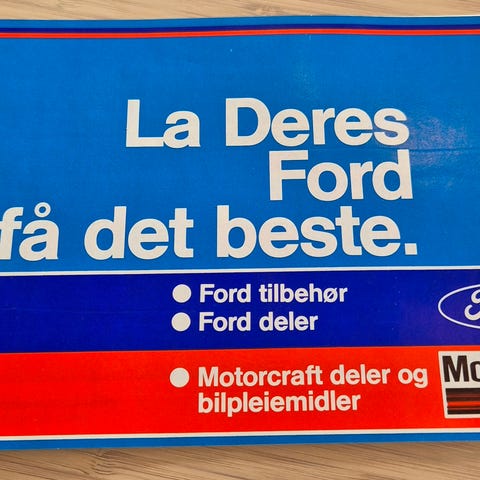 La Deres
Ford
få det beste.
Ford tilbehør
Ford deler
Motorcraft deler og
bilpleiemidler